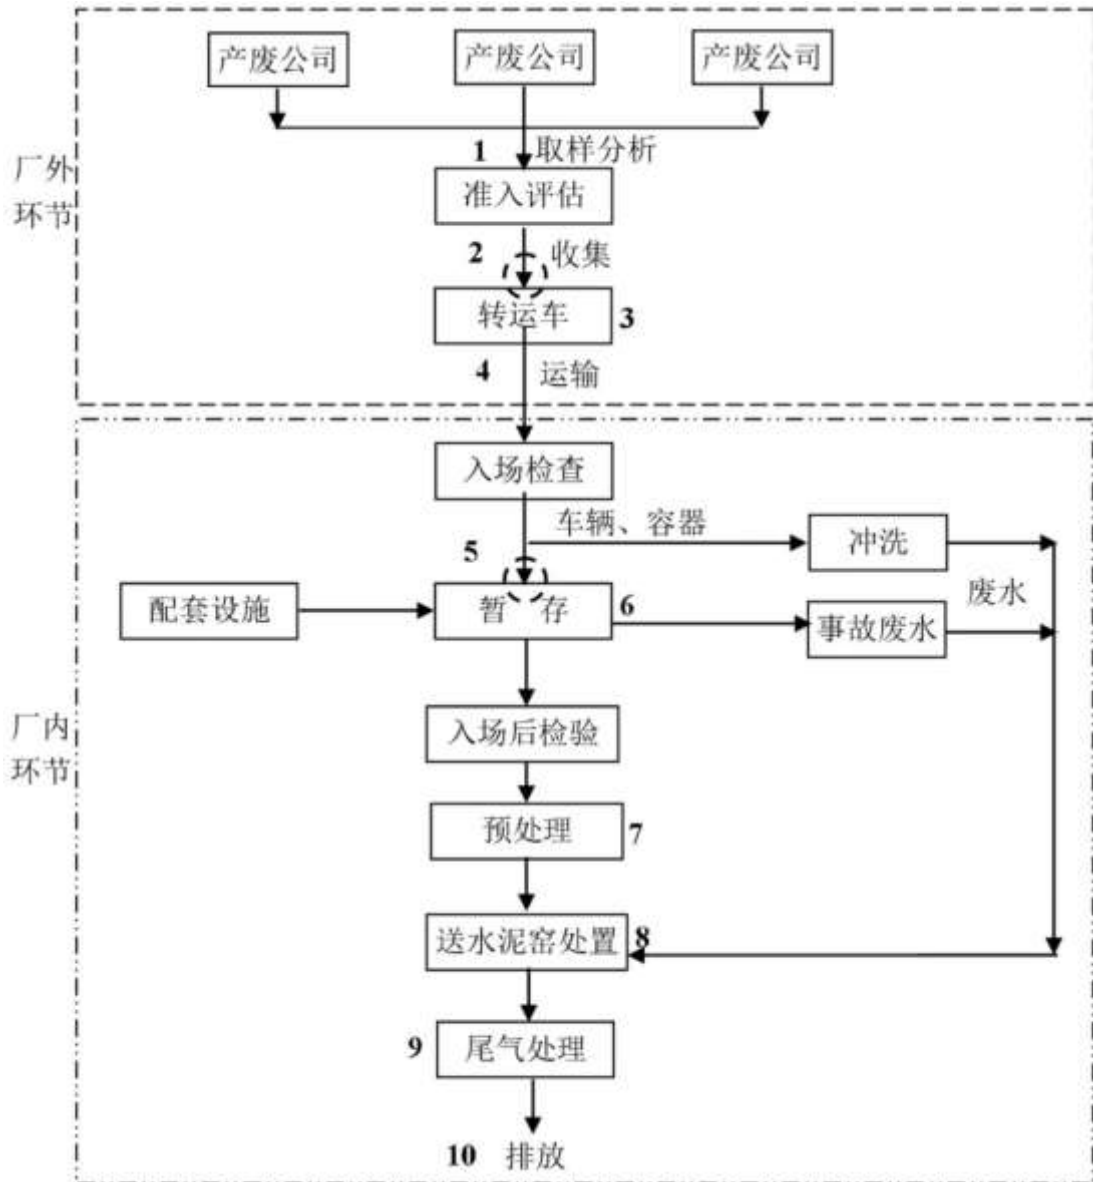 产废公司
产废公司
产废公司
厂外
环节
1
取样分析
准入评估
2
收集
转运车
3
4
运输
入场检查
车辆、容器
冲洗
5
废水
配套设施
暂 存
6
事故废水
厂内
环节
入场后检验
预处理
7
送水泥窑处置
8
9
尾气处理
10
排放